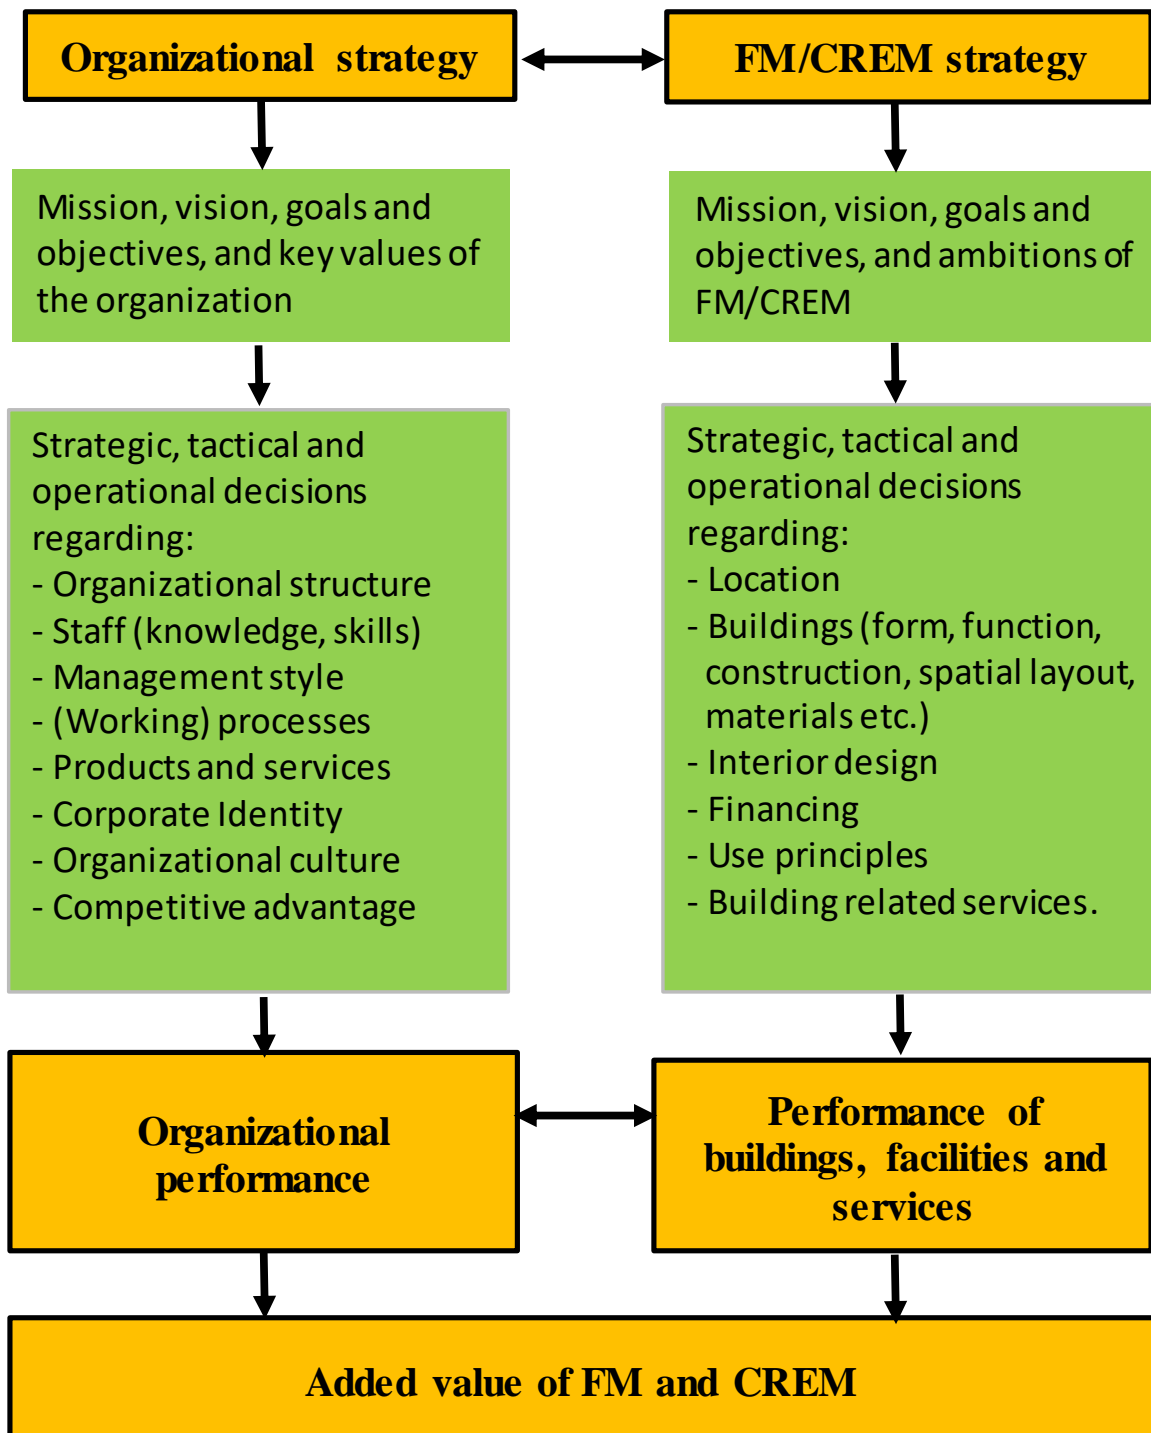 Organizational strategy
FM/CREM strategy
Mission, vision, goals and
objectives, and key values of
the organization
Mission, vision, goals and
objectives, and ambitions of
FM/CREM
Strategic, tactical and
operational decisions
regarding:
- Organizational structure
- Staff (knowledge, skills)
- Management style
- (Working) processes
- Products and services
- Corporate Identity
- Organizational culture
- Competitive advantage
Strategic, tactical and
operational decisions
regarding:
- Location
- Buildings (form, function,
construction, spatial layout,
materials etc.)
- Interior design
- Financing
- Use principles
- Building related services.
Organizational
performance
Performance of
buildings, facilities and
services
Added value of FM and CREM